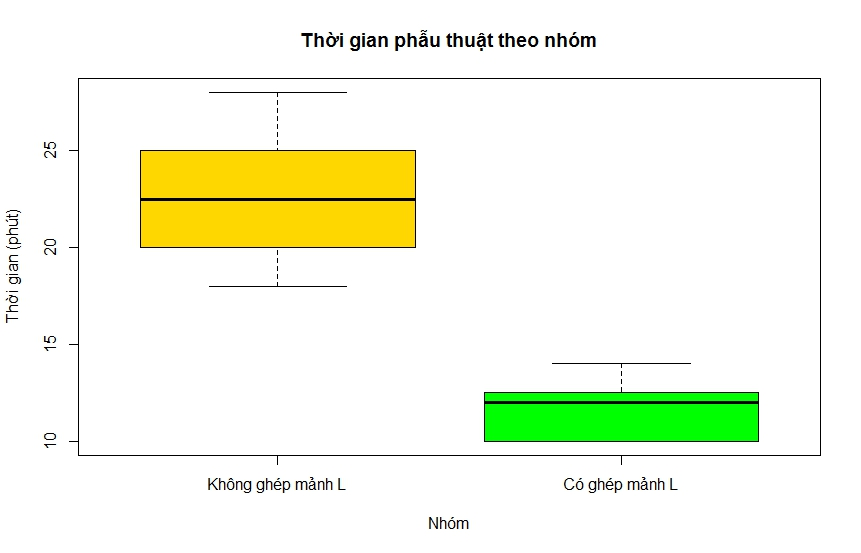 Thời gian phẫu thuật theo nhóm
Thời gian (phút)
25
20
15
10
Không ghép mảnh L
Có ghép mảnh L
Nhóm